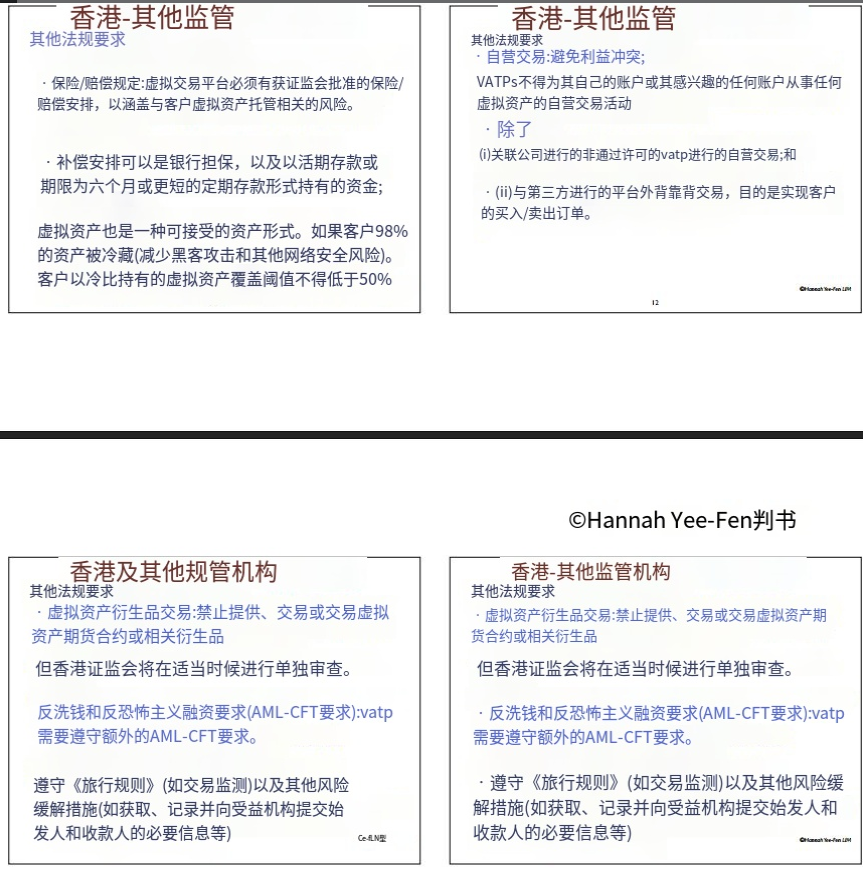 香港-其他监管
其他法规要求
· 保险/赔偿规定:虚拟交易平台必须有获证监会批准的保险/
赔偿安排，以涵盖与客户虚拟资产托管相关的风险。
· 补偿安排可以是银行担保，以及以活期存款或
期限为六个月或更短的定期存款形式持有的资金;
虚拟资产也是一种可接受的资产形式。如果客户98%
的资产被冷藏(减少黑客攻击和其他网络安全风险)。
客户以冷比持有的虚拟资产覆盖阈值不得低于50%
香港-其他监管
其他法规要求
· 自营交易:避免利益冲突;
VATPs不得为其自己的账户或其感兴趣的任何账户从事任何
虚拟资产的自营交易活动
· 除了
(i)关联公司进行的非通过许可的vatp进行的自营交易;和
· (ii)与第三方进行的平台外背靠背交易，目的是实现客户
的买入/卖出订单。
©Hannah Yee-Fen LIM
12
©Hannah Yee-Fen判书
香港及其他规管机构
其他法规要求
· 虚拟资产衍生品交易:禁止提供、交易或交易虚拟
资产期货合约或相关衍生品
但香港证监会将在适当时候进行单独审查。
反洗钱和反恐怖主义融资要求(AML-CFT要求):vatp
需要遵守额外的AML-CFT要求。
遵守《旅行规则》(如交易监测)以及其他风险
缓解措施(如获取、记录并向受益机构提交始
发人和收款人的必要信息等)
香港-其他监管机构
其他法规要求
· 虚拟资产衍生品交易:禁止提供、交易或交易虚拟资产期
货合约或相关衍生品
但香港证监会将在适当时候进行单独审查。
· 反洗钱和反恐怖主义融资要求(AML-CFT要求):vatp
需要遵守额外的AML-CFT要求。
· 遵守《旅行规则》(如交易监测)以及其他风险缓
解措施(如获取、记录并向受益机构提交始发人和
收款人的必要信息等)
©Hannah Yee-Fen LIM